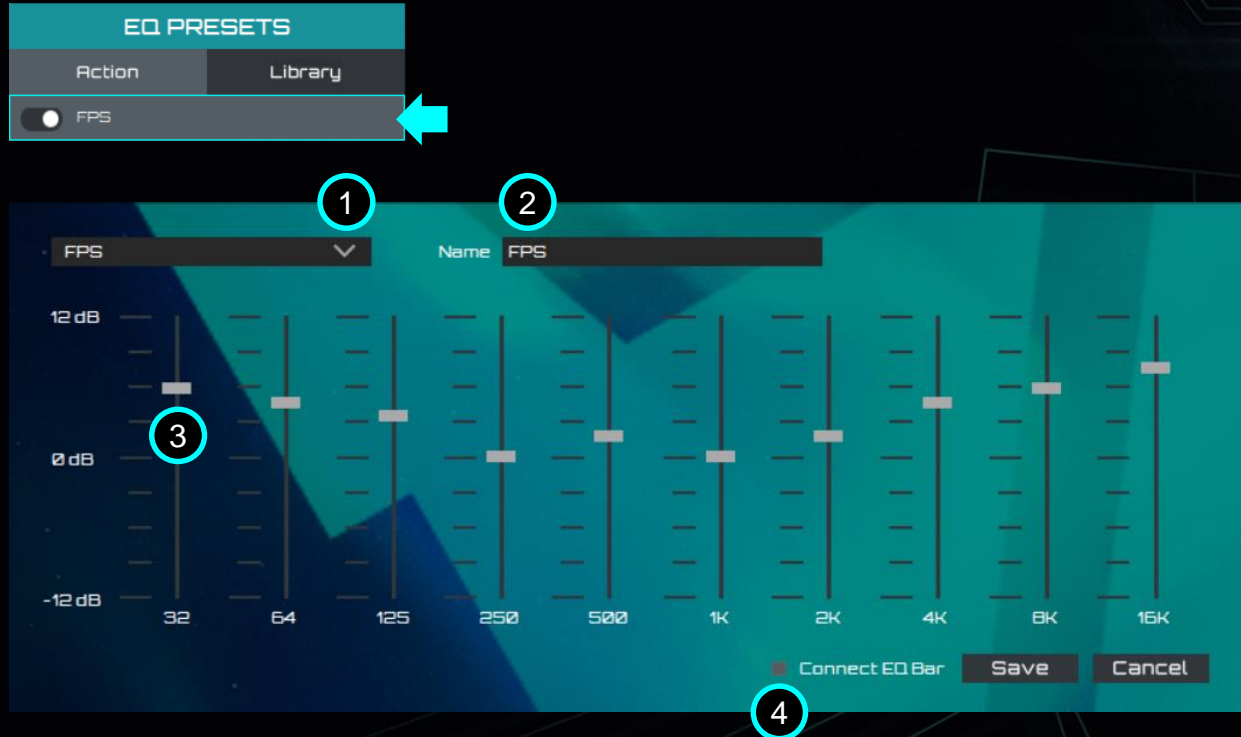 EQ PRESETS
Action Library
FPS
1 2
FPS Name FPS
12 dB
3
0 dB
-12 dB
32 64 125 250 500 1K 2K 4K 8K 16K
Connect EQ Bar Save Cancel
4